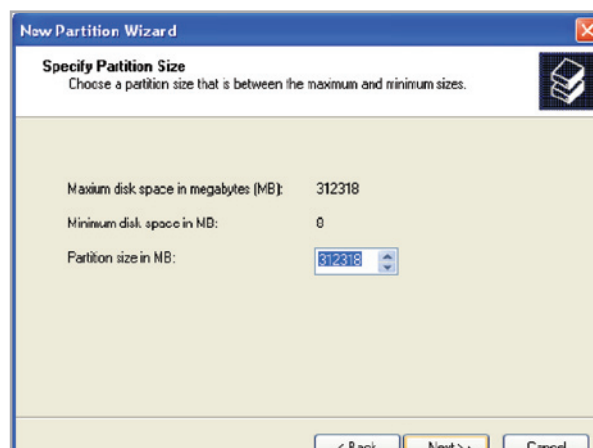 New Partition Wizard
Specify Partition Size
Choose a partition size that is between the maximum and minimum sizes.
Maxium disk space in megabytes (MB): 312318
Minimum disk space in MB: 8
Partition size in MB: 312318
< Back Next > Cancel